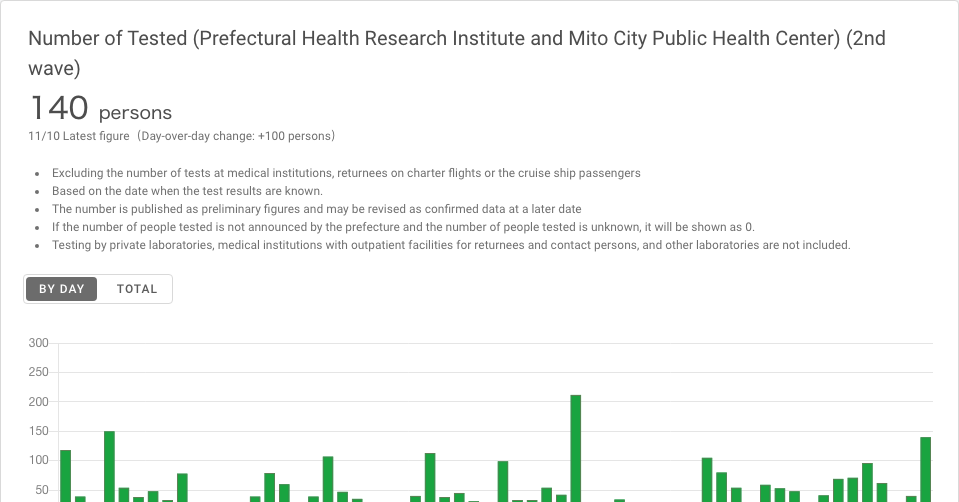 Number of Tested (Prefectural Health Research Institute and Mito City Public Health Center) (2nd
wave)
140 persons
11/10 Latest figure（Day-over-day change: +100 persons）
• Excluding the number of tests at medical institutions, returnees on charter flights or the cruise ship passengers
• Based on the date when the test results are known.
• The number is published as preliminary figures and may be revised as confirmed data at a later date
• If the number of people tested is not announced by the prefecture and the number of people tested is unknown, it will be shown as 0.
• Testing by private laboratories, medical institutions with outpatient facilities for returnees and contact persons, and other laboratories are not included.
BY DAY TOTAL
300
250
200
150
100
50